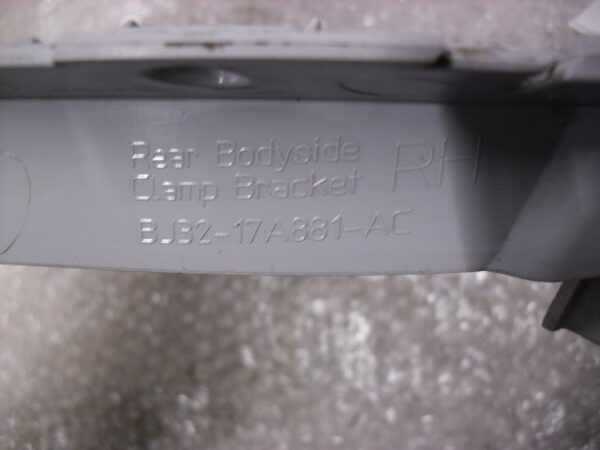 Rear Bodyside
Clamp Bracket RH
BJ32-17A881-AC